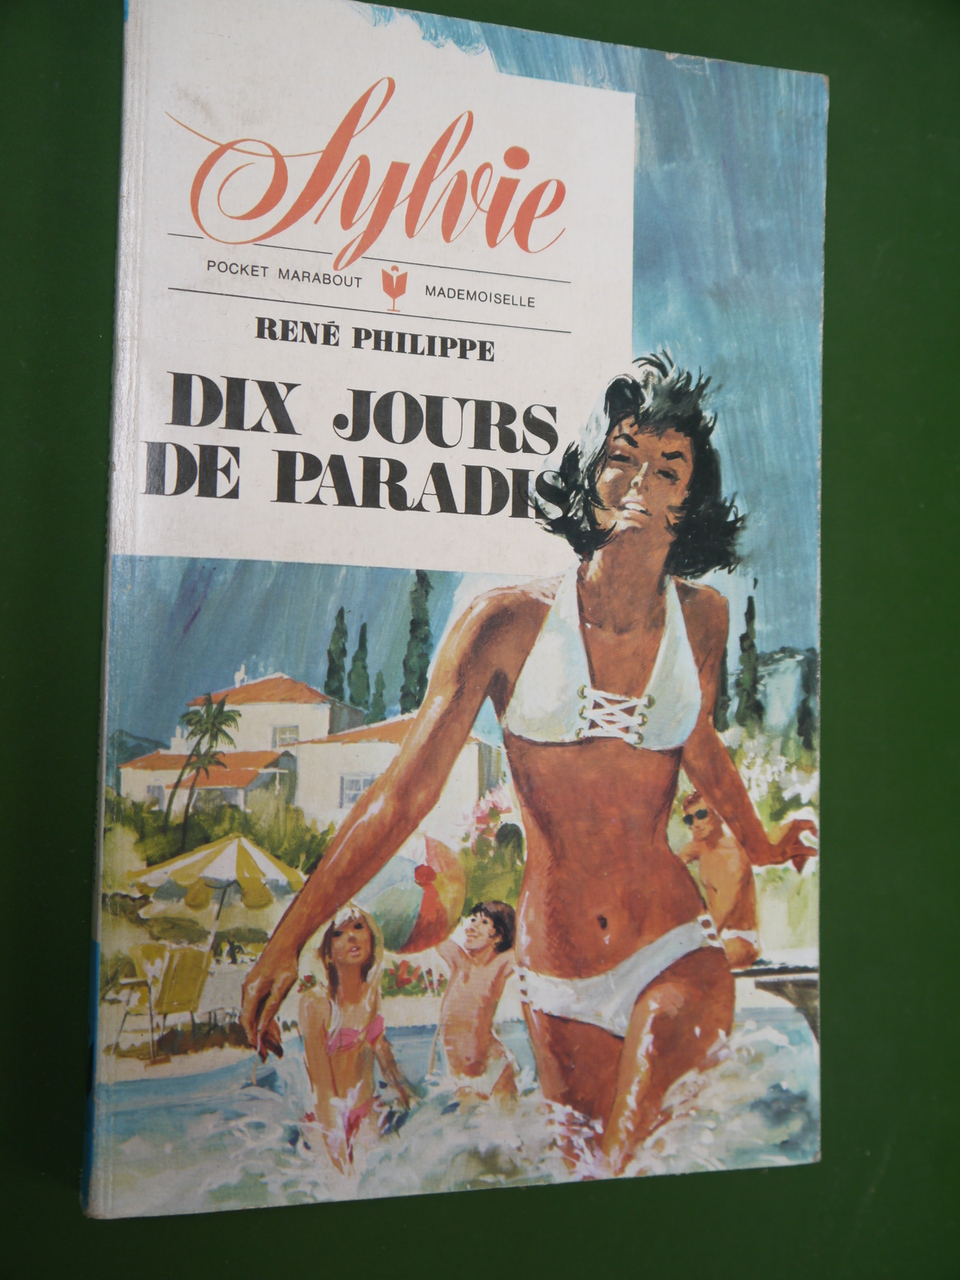 Sylvie
POCKET MARABOUT MADEMOISELLE
RENÉ PHILIPPE
DIX JOURS
DE PARADIS